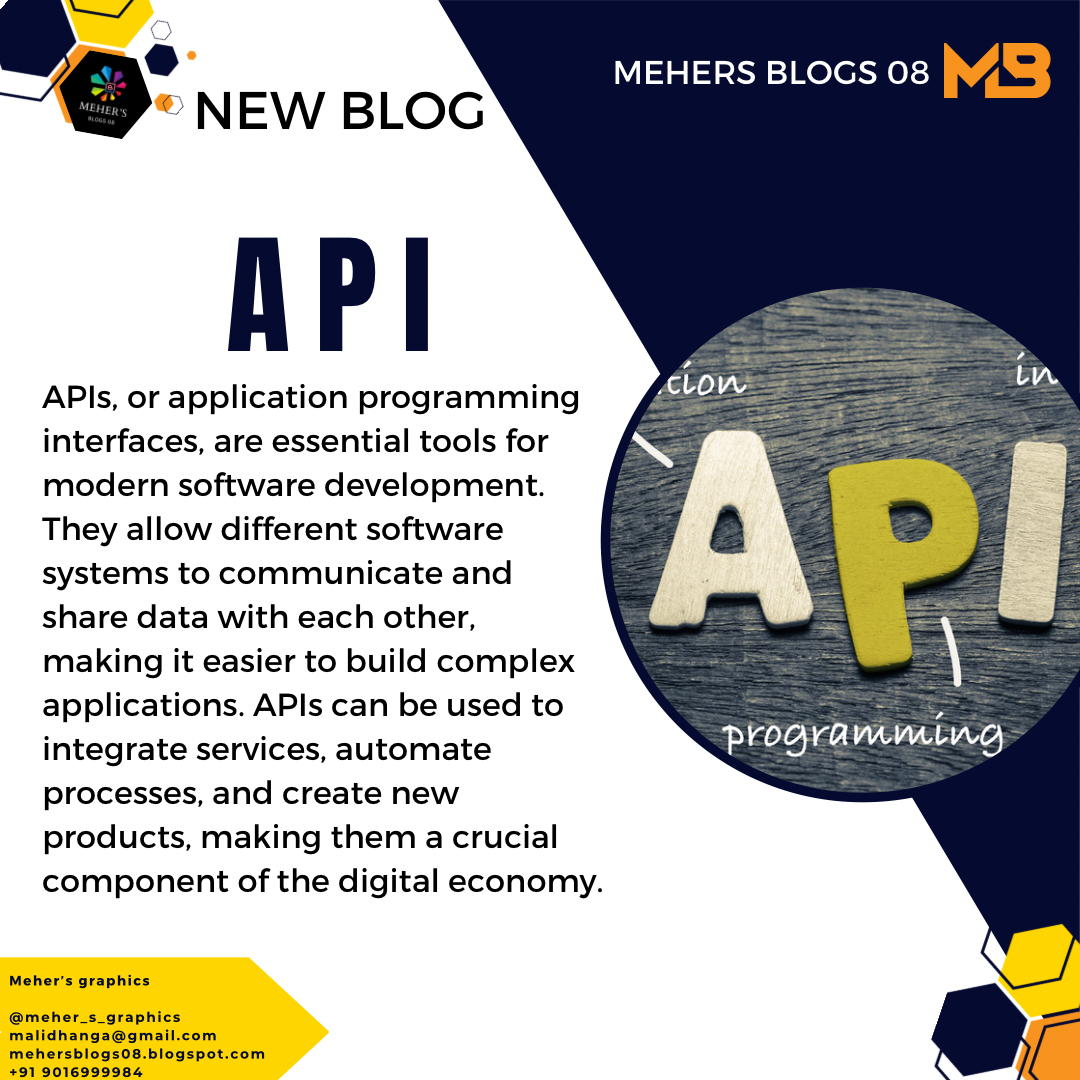 NEW BLOG
MEHERS BLOGS 08 MB
MEHER'S
BLOGS 08
API
APIs, or application programming
interfaces, are essential tools for
modern software development.
They allow different software
systems to communicate and
share data with each other,
making it easier to build complex
applications. APIs can be used to
integrate services, automate
processes, and create new
products, making them a crucial
component of the digital economy.
tion
in
API
programming
Meher's graphics
@meher_s_graphics
malidhanga@gmail.com
mehersblogs08.blogspot.com
+91 9016999984